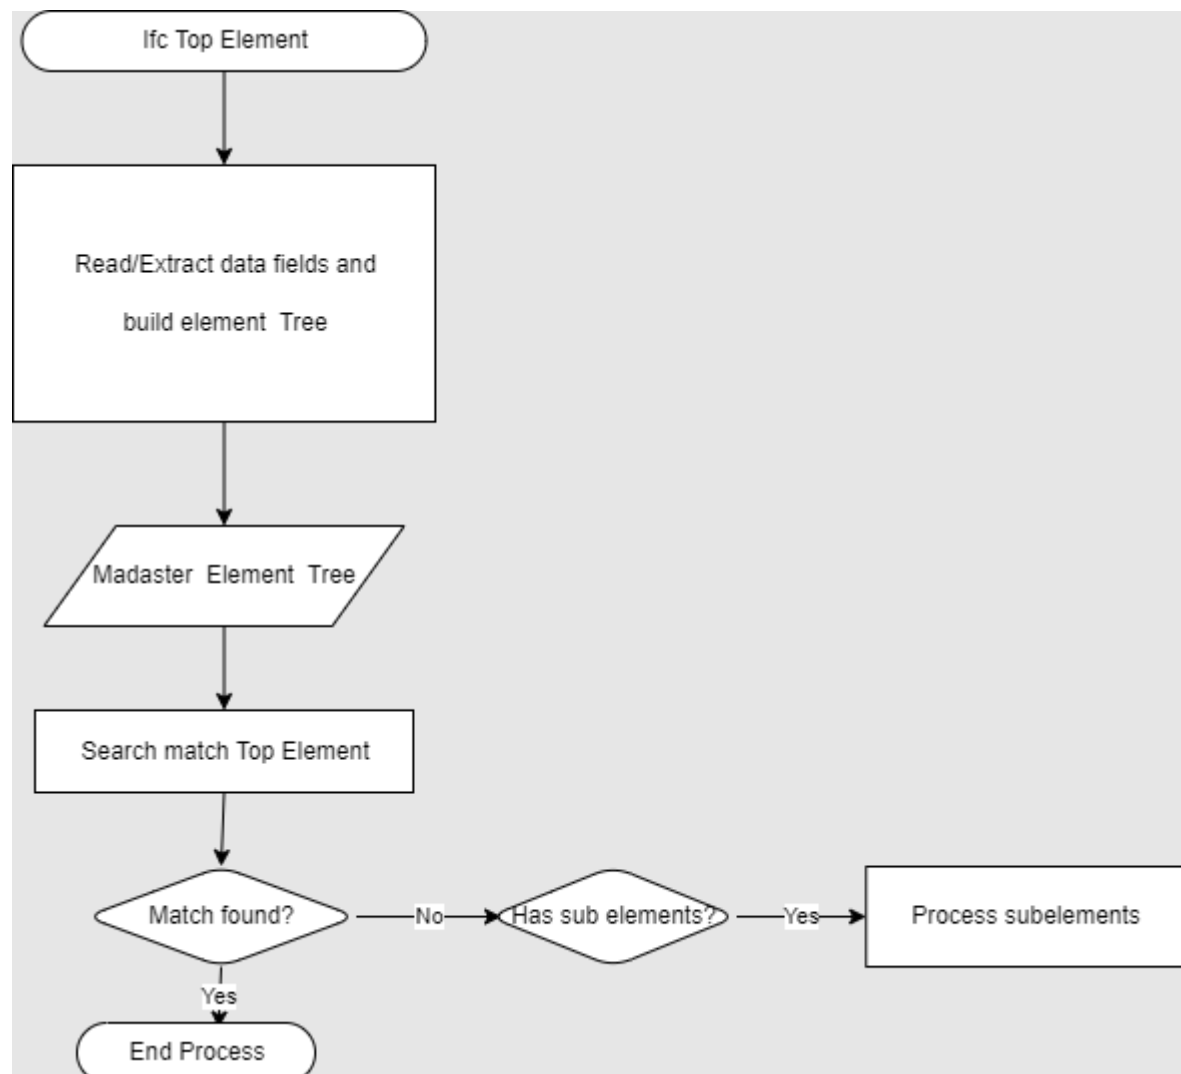 Ifc Top Element
Read/Extract data fields and
build element Tree
Madaster Element Tree
Search match Top Element
Match found?
No
Has sub elements?
Yes
Process subelements
Yes
End Process